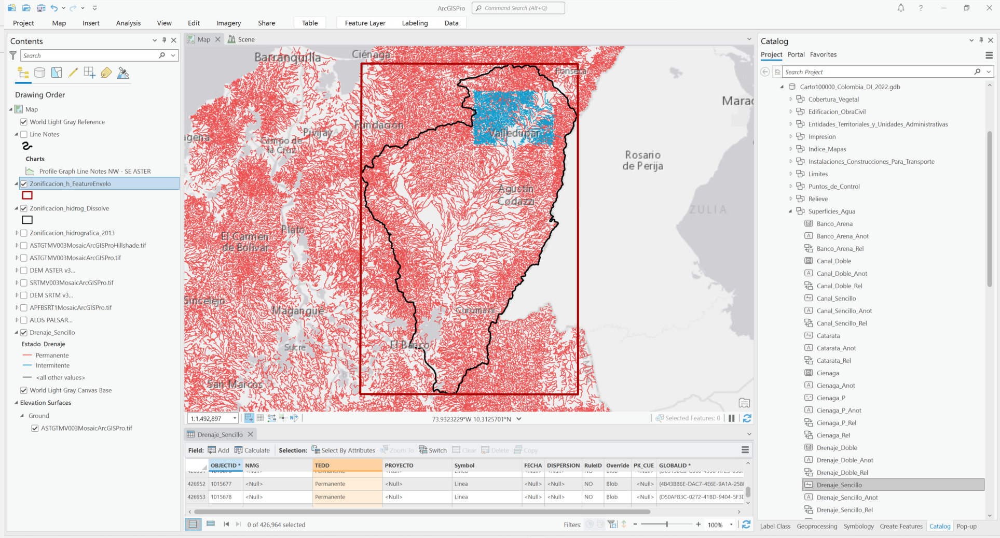 ArcGISPro
Command Search (Alt+Q)
Project Map Insert Analysis View Edit Imagery Share Table Feature Layer Labeling Data
Contents
Search
Drawing Order
Map
World Light Gray Reference
Line Notes
Charts
Profile Graph Line Notes NW - SE ASTER
Zonificacion_h_FeatureEnvelo
Zonificacion_hidrog_Dissolve
Zonificacion_hidrografica_2013
ASTGTMV003MosaicArcGISProHillshade.tif
ASTGTMV003MosaicArcGISPro.tif
DEM ASTER v3...
SRTMV003MosaicArcGISPro.tif
DEM SRTM v3...
APFBSRT1MosaicArcGISPro.tif
ALOS PALSAR...
Drenaje_Sencillo
Estado_Drenaje
Permanente
Intermitente
<all other values>
World Light Gray Canvas Base
Elevation Surfaces
Ground
ASTGTMV003MosaicArcGISPro.tif
Map Scene
Barranquilla
Ciénaga
Fonseca
Marac
Fundación
Pivijay
agena
Valledupar
Campo de
la Cruz
Rosario
de Perija
Agustín
Codazzi
ZULIA
Plato
El Carmen
de Bolívar
Sincelejo
Magangué
Curumaní
El Banco
Sucre
San Marcos
1:1,492,897
73.9323229°W 10.3125701°N
Selected Features: 0
Drenaje_Sencillo
Field: Add Calculate Selection: Select By Attributes Zoom To Switch Clear Delete Copy
OBJECTID * NMG TEDD PROYECTO Symbol FECHA DISPERSION RuleID Override PK_CUE GLOBALID *
426952 1015677 <Null> Permanente <Null> Linea <Null> <Null> NO Blob <Null> {4B43BB6E-DAC7-4E6E-9A1A-258
426953 1015678 <Null> Permanente <Null> Linea <Null> <Null> NO Blob <Null> {D50AFB3C-0272-41BD-9404-5F3
0 of 426,964 selected
Filters:
100%
Catalog
Project Portal Favorites
Search Project
Carto100000_Colombia_DI_2022.gdb
Cobertura_Vegetal
Edificacion_ObraCivil
Entidades_Territoriales_y_Unidades_Administrativas
Impresion
Indice_Mapas
Instalaciones_Construcciones_Para_Transporte
Limites
Puntos_de_Control
Relieve
Superficies_Agua
Banco_Arena
Banco_Arena_Anot
Banco_Arena_Rel
Canal_Doble
Canal_Doble_Anot
Canal_Doble_Rel
Canal_Sencillo
Canal_Sencillo_Anot
Canal_Sencillo_Rel
Catarata
Catarata_Anot
Catarata_Rel
Cienaga
Cienaga_Anot
Cienaga_P
Cienaga_P_Anot
Cienaga_P_Rel
Cienaga_Rel
Drenaje_Doble
Drenaje_Doble_Anot
Drenaje_Doble_Rel
Drenaje_Sencillo
Drenaje_Sencillo_Anot
Drenaje_Sencillo_Rel
Label Class Geoprocessing Symbology Create Features Catalog Pop-up